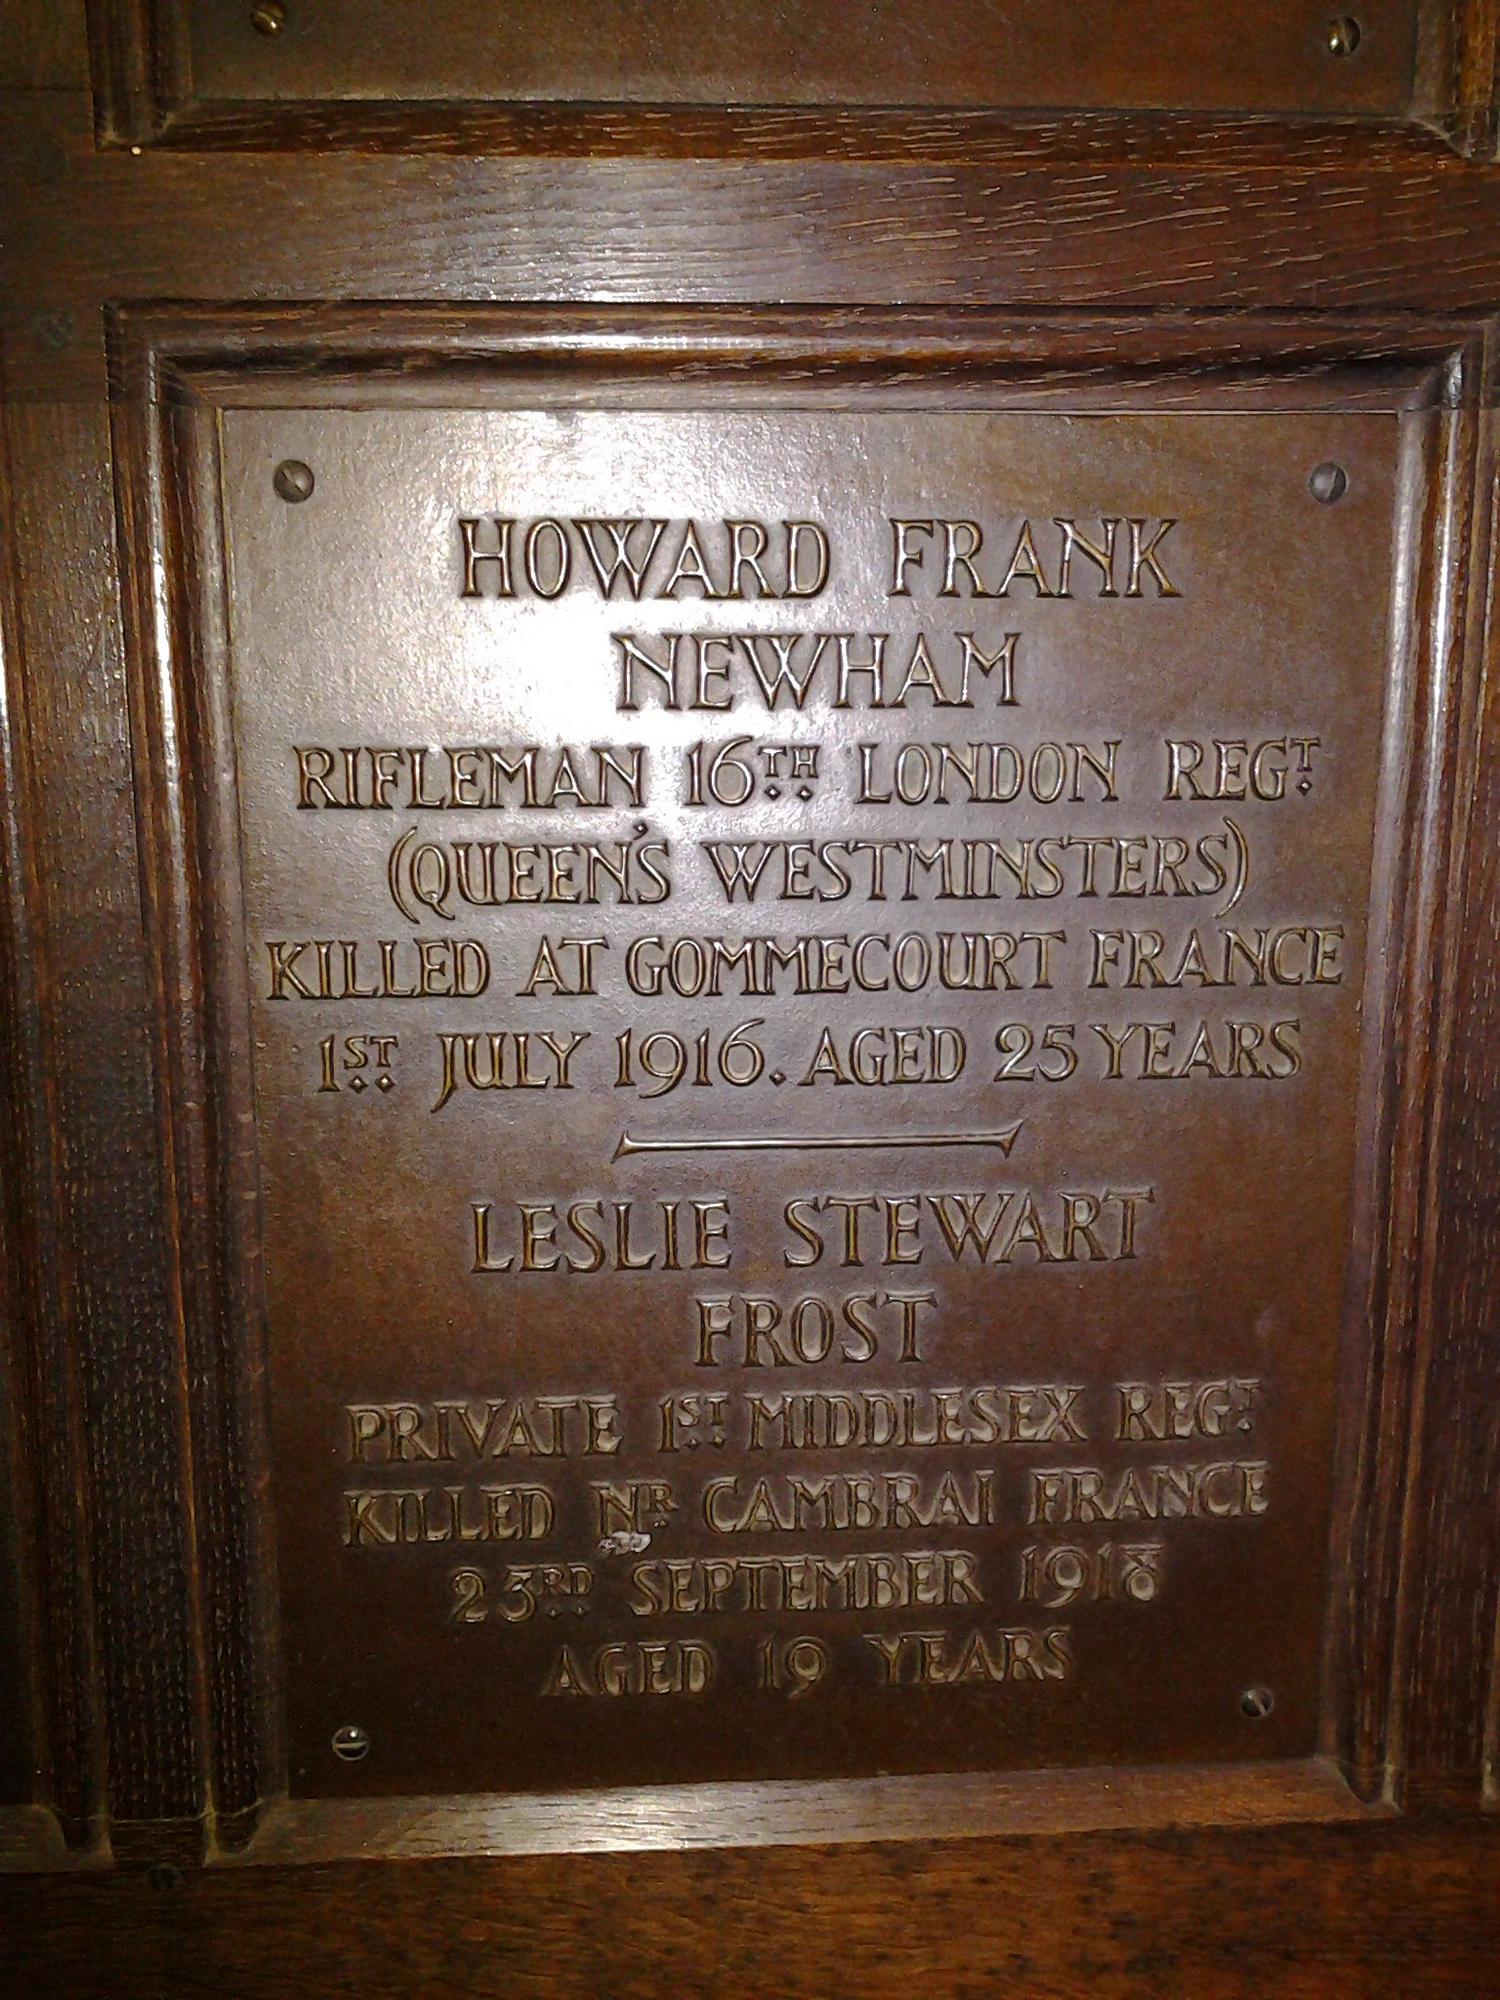 HOWARD FRANK
NEWHAM
RIFLEMAN 16TH LONDON REGT
(QUEEN'S WESTMINSTERS)
KILLED AT GOMMECOURT FRANCE
1ST JULY 1916. AGED 25 YEARS
LESLIE STEWART
FROST
PRIVATE 1ST MIDDLESEX REGT
KILLED NR CAMBRAI FRANCE
23RD SEPTEMBER 1918
AGED 19 YEARS